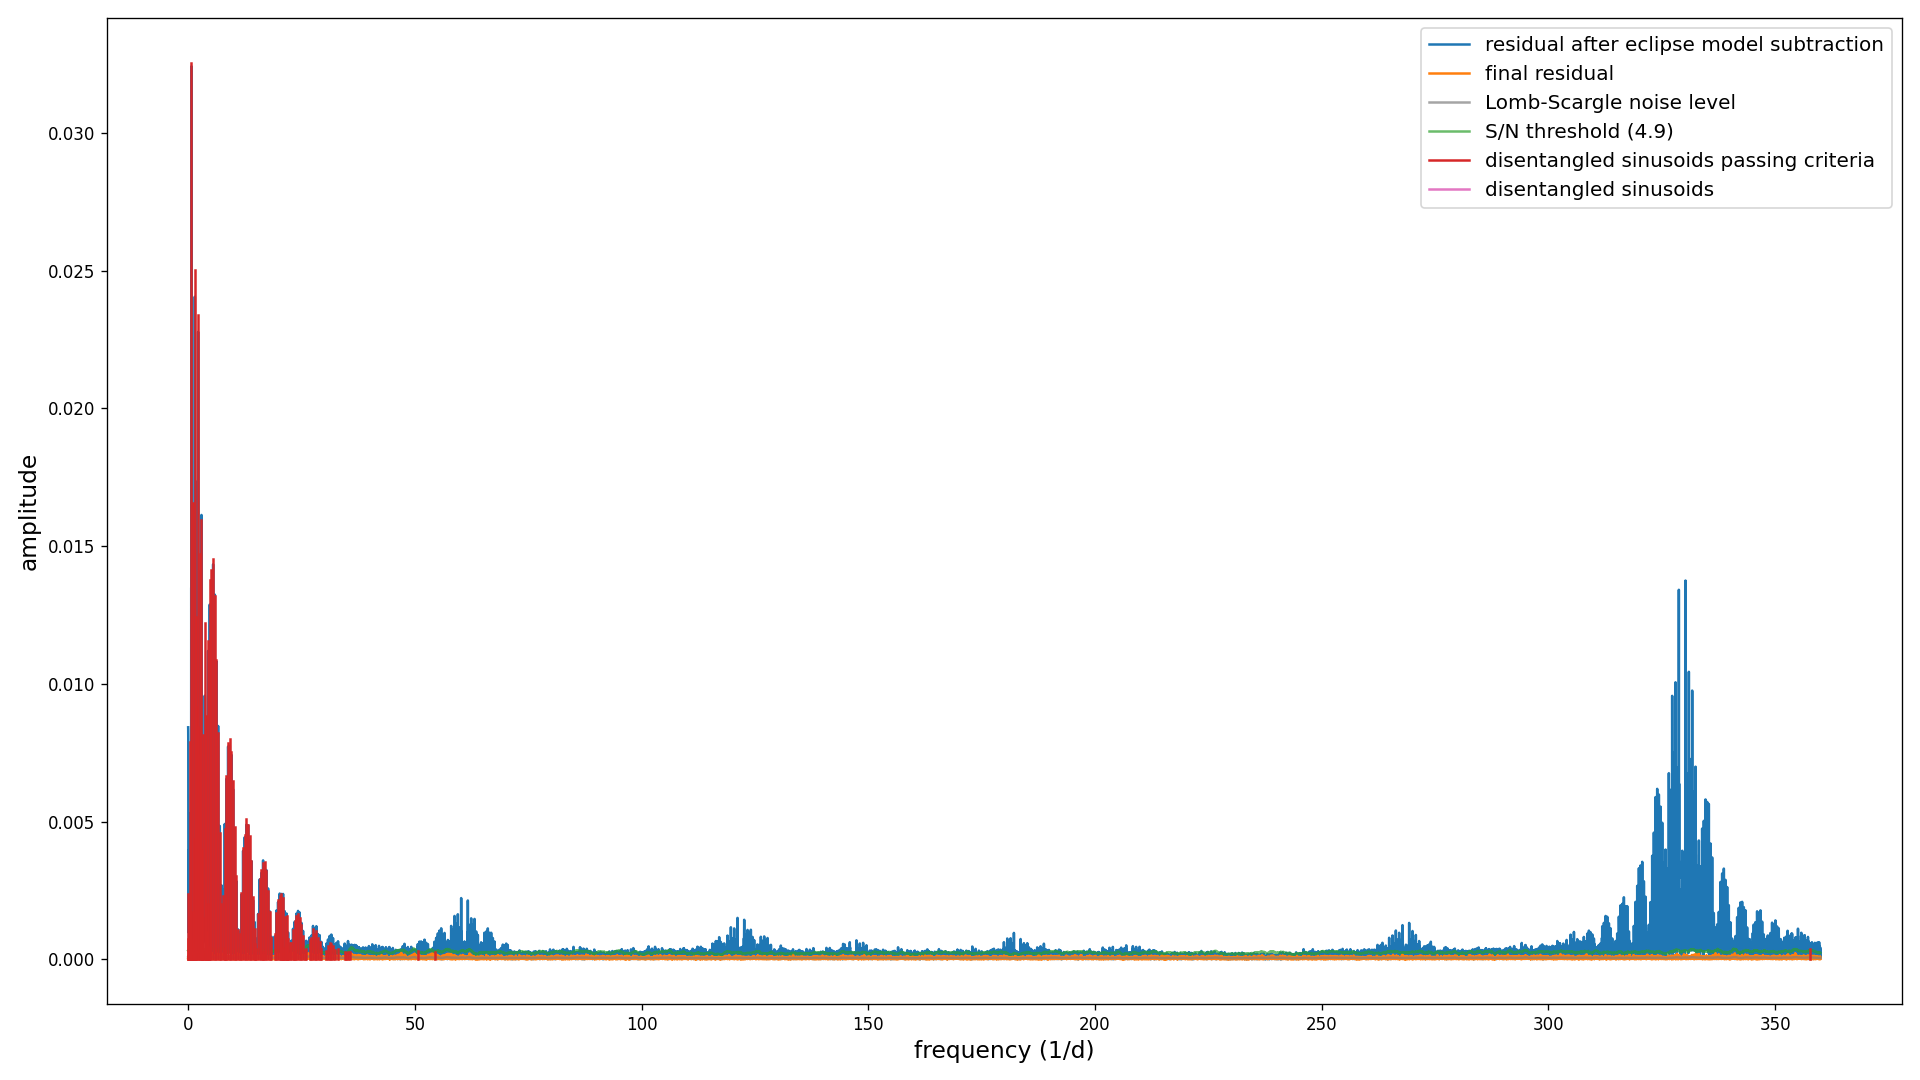 residual after eclipse model subtraction
final residual
Lomb-Scargle noise level
S/N threshold (4.9)
disentangled sinusoids passing criteria
disentangled sinusoids
0.030
0.025
0.020
0.015
0.010
0.005
0.000
amplitude
0 50 100 150 200 250 300 350
frequency (1/d)